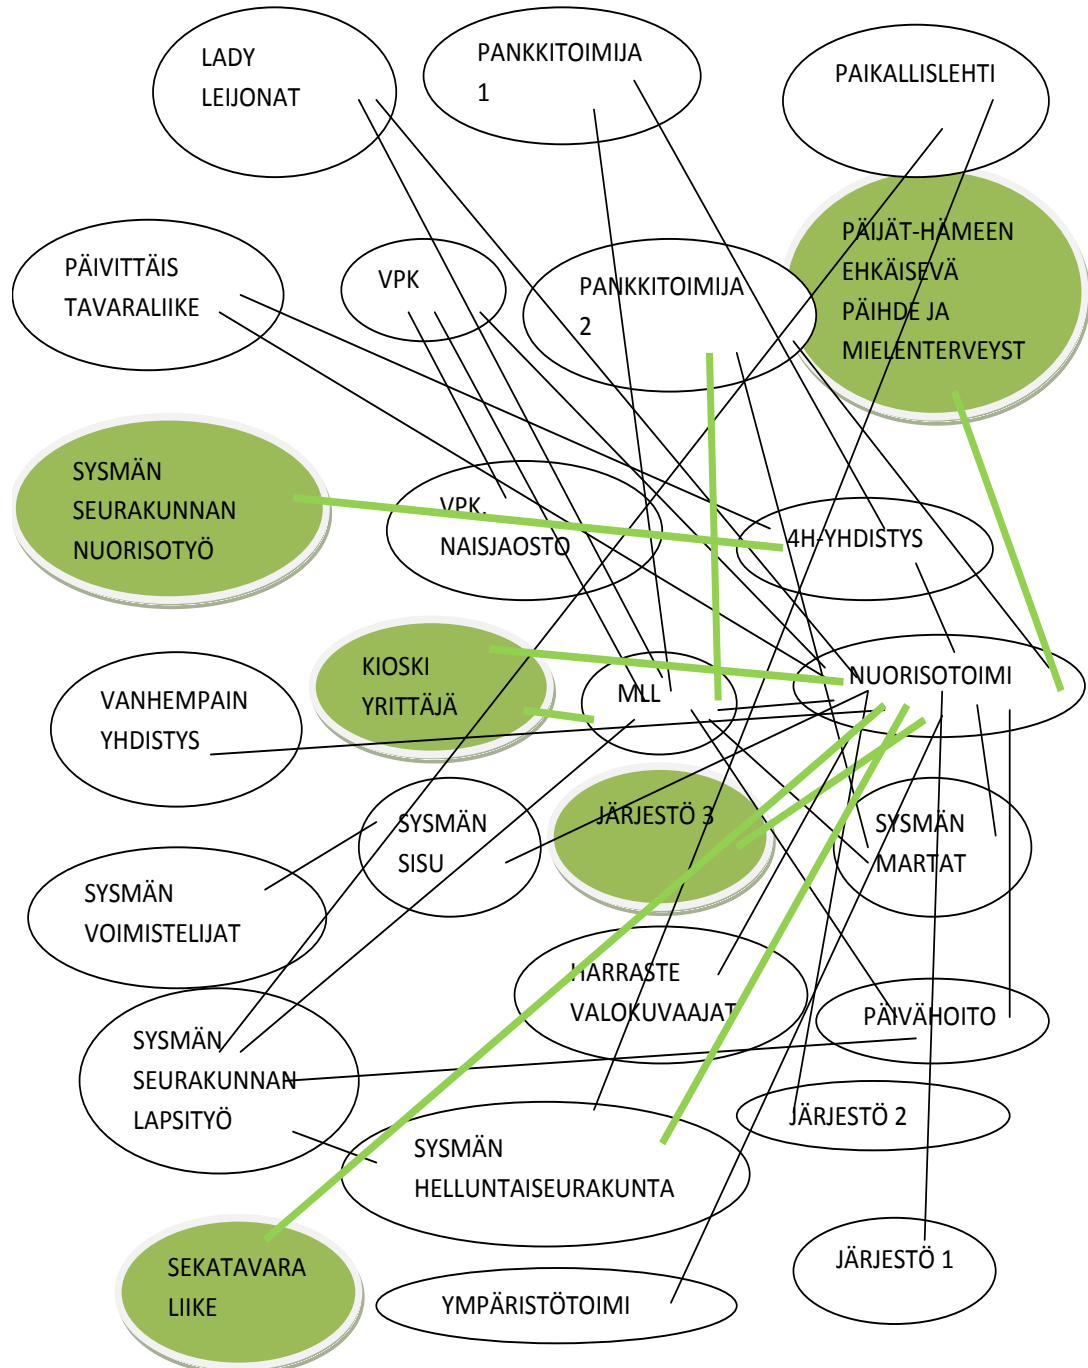 LADY
LEIJONAT
PANKKITOIMIJA
1
PAIKALLISLEHTI
PÄIVITTÄIS
TAVARALIIKE
VPK
PANKKITOIMIJA
2
PÄIJÄT-HÄMEEN
EHKÄISEVÄ
PÄIHDE JA
MIELENTERVEYST
SYSMÄN
SEURAKUNNAN
NUORISOTYÖ
VPK.
NAISJAOSTO
4H-YHDISTYS
VANHEMPAIN
YHDISTYS
KIOSKI
YRITTÄJÄ
MLL
NUORISOTOIMI
SYSMÄN
SISU
JÄRJESTÖ 3
SYSMÄN
MARTAT
SYSMÄN
VOIMISTELIJAT
HARRASTE
VALOKUVAAJAT
PÄIVÄHOITO
SYSMÄN
SEURAKUNNAN
LAPSITYÖ
JÄRJESTÖ 2
SYSMÄN
HELLUNTAISEURAKUNTA
SEKATAVARA
LIIKE
YMPÄRISTÖTOIMI
JÄRJESTÖ 1